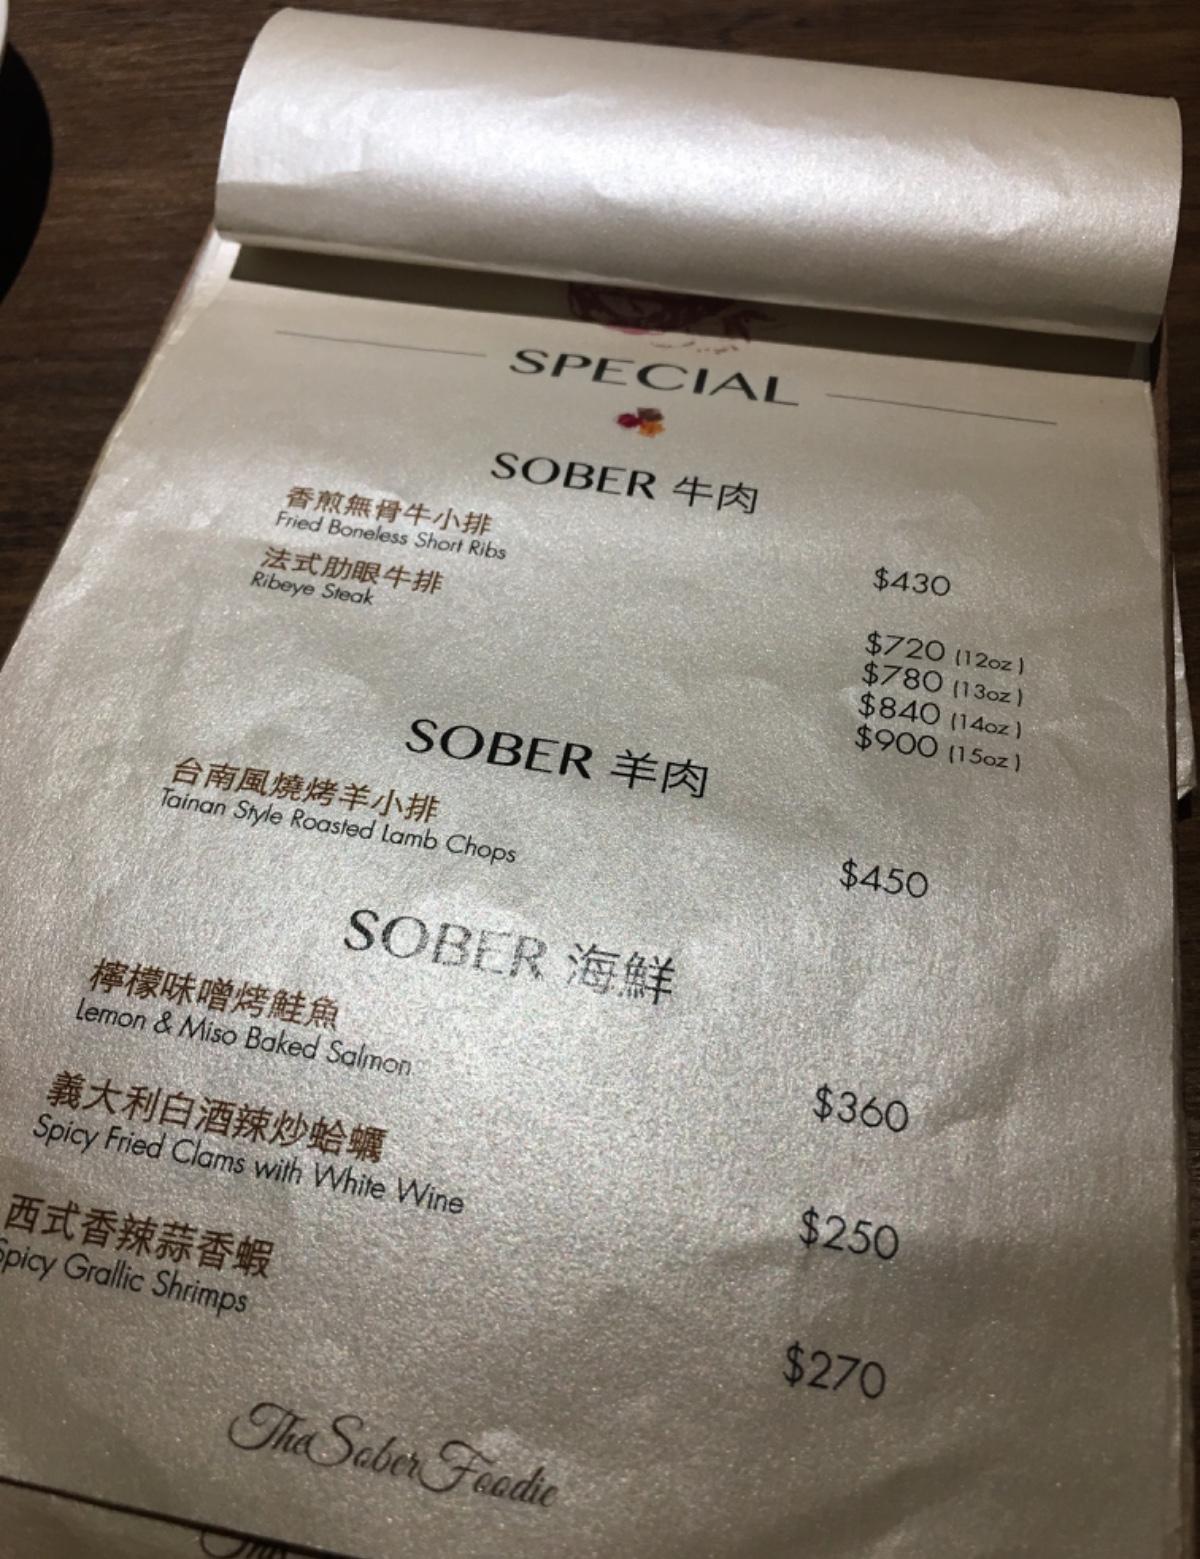 SPECIAL
SOBER 牛肉
香煎無骨牛小排
Fried Boneless Short Ribs
$430
法式肋眼牛排
Ribeye Steak
$720 (12oz)
$780 (13oz)
$840 (14oz)
$900 (15oz)
SOBER 羊肉
台南風燒烤羊小排
Tainan Style Roasted Lamb Chops
$450
SOBER 海鮮
檸檬味噌烤鮭魚
Lemon & Miso Baked Salmon
$360
義大利白酒辣炒蛤蠣
Spicy Fried Clams with White Wine
$250
西式香辣蒜香蝦
Spicy Grallic Shrimps
$270
TheSoberFoodie